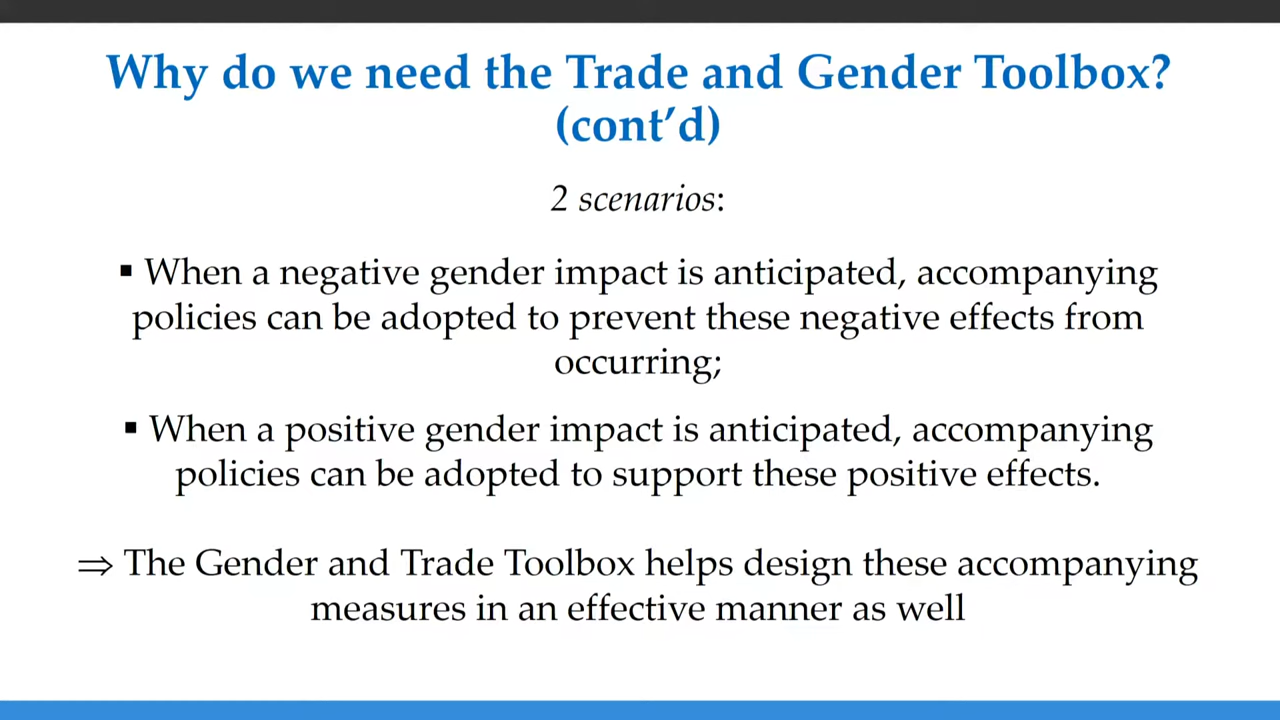 Why do we need the Trade and Gender Toolbox?
(cont’d)
2 scenarios:
▪ When a negative gender impact is anticipated, accompanying
policies can be adopted to prevent these negative effects from
occurring;
▪ When a positive gender impact is anticipated, accompanying
policies can be adopted to support these positive effects.
⇒ The Gender and Trade Toolbox helps design these accompanying
measures in an effective manner as well